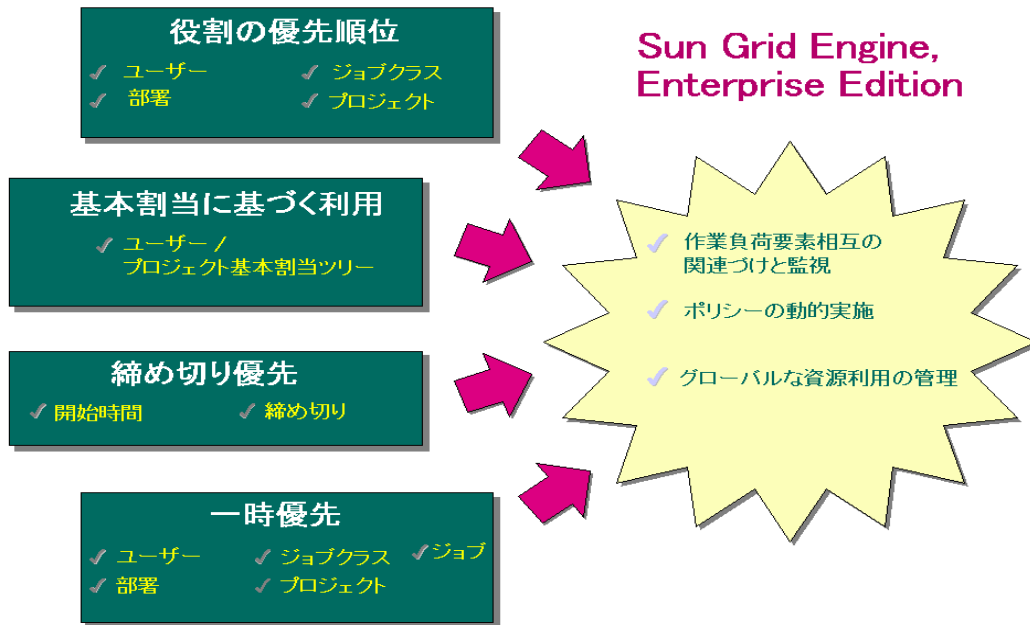 役割の優先順位
ユーザー
ジョブクラス
部署
プロジェクト
Sun Grid Engine,
Enterprise Edition
基本割当に基づく利用
ユーザー /
プロジェクト基本割当ツリー
締め切り優先
開始時間
締め切り
一時優先
ユーザー
ジョブクラス
ジョブ
部署
プロジェクト
作業負荷要素相互の
関連づけと監視
ポリシーの動的実施
グローバルな資源利用の管理